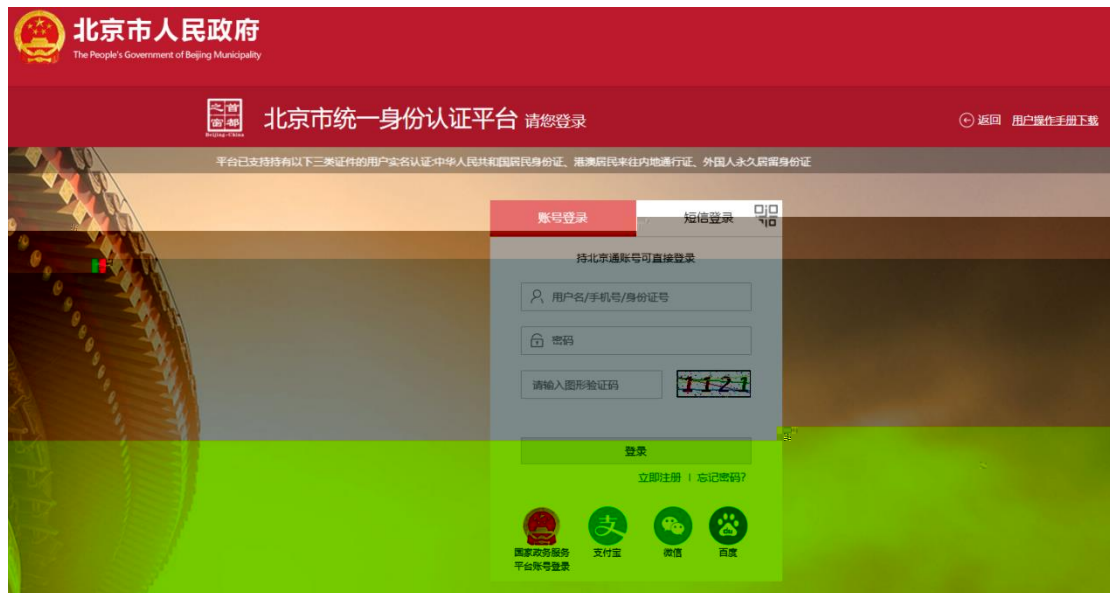 北京市人民政府
The People's Government of Beijing Municipality
首都之窗
Beijing-China
北京市统一身份认证平台 请您登录
返回 用户操作手册下载
平台已支持持有以下三类证件的用户实名认证:中华人民共和国居民身份证、港澳居民来往内地通行证、外国人永久居留身份证
账号登录 短信登录
持北京通账号可直接登录
用户名/手机号/身份证号
密码
请输入图形验证码 1121
登录
立即注册 | 忘记密码?
国家政务服务
平台账号登录
支付宝
微信
百度